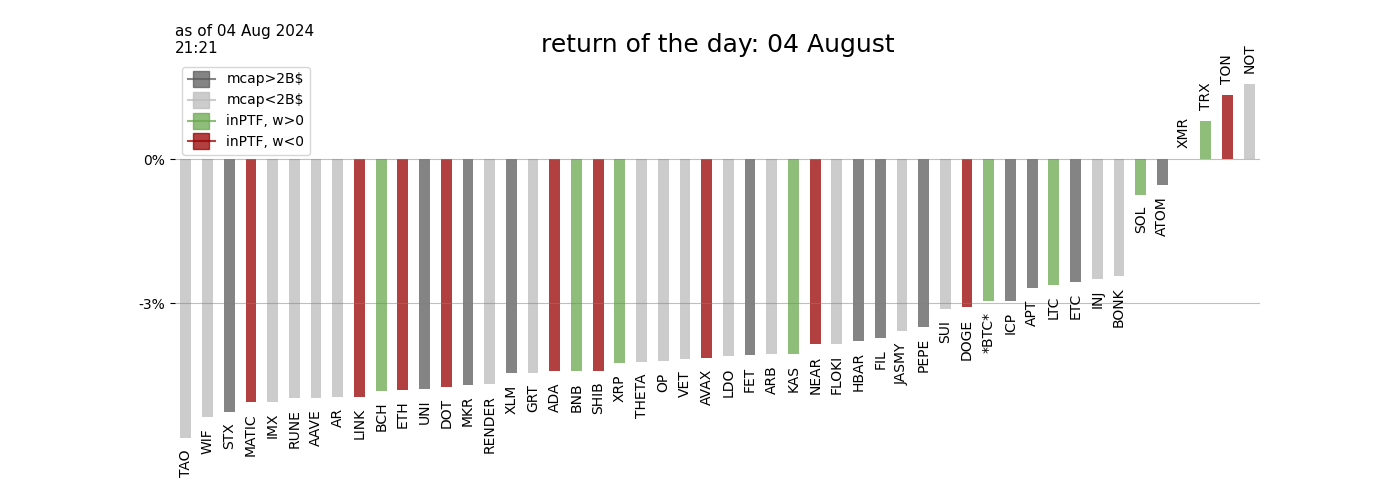 as of 04 Aug 2024
21:21
return of the day: 04 August
mcap>2B$
mcap<2B$
inPTF, w>0
inPTF, w<0
0%
-3%
TAO
WIF
STX
MATIC
IMX
RUNE
AAVE
AR
LINK
BCH
ETH
UNI
DOT
MKR
RENDER
XLM
GRT
ADA
BNB
SHIB
XRP
THETA
OP
VET
AVAX
LDO
FET
ARB
KAS
NEAR
FLOKI
HBAR
FIL
JASMY
PEPE
SUI
DOGE
*BTC*
ICP
APT
LTC
ETC
INJ
BONK
SOL
ATOM
XMR
TRX
TON
NOT